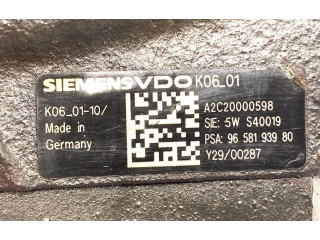 SIEMENSVDO K06_01
K06_01-10/
Made in
Germany
A2C20000598
SIE: 5W S40019
PSA: 96 581 939 80
Y29/00287